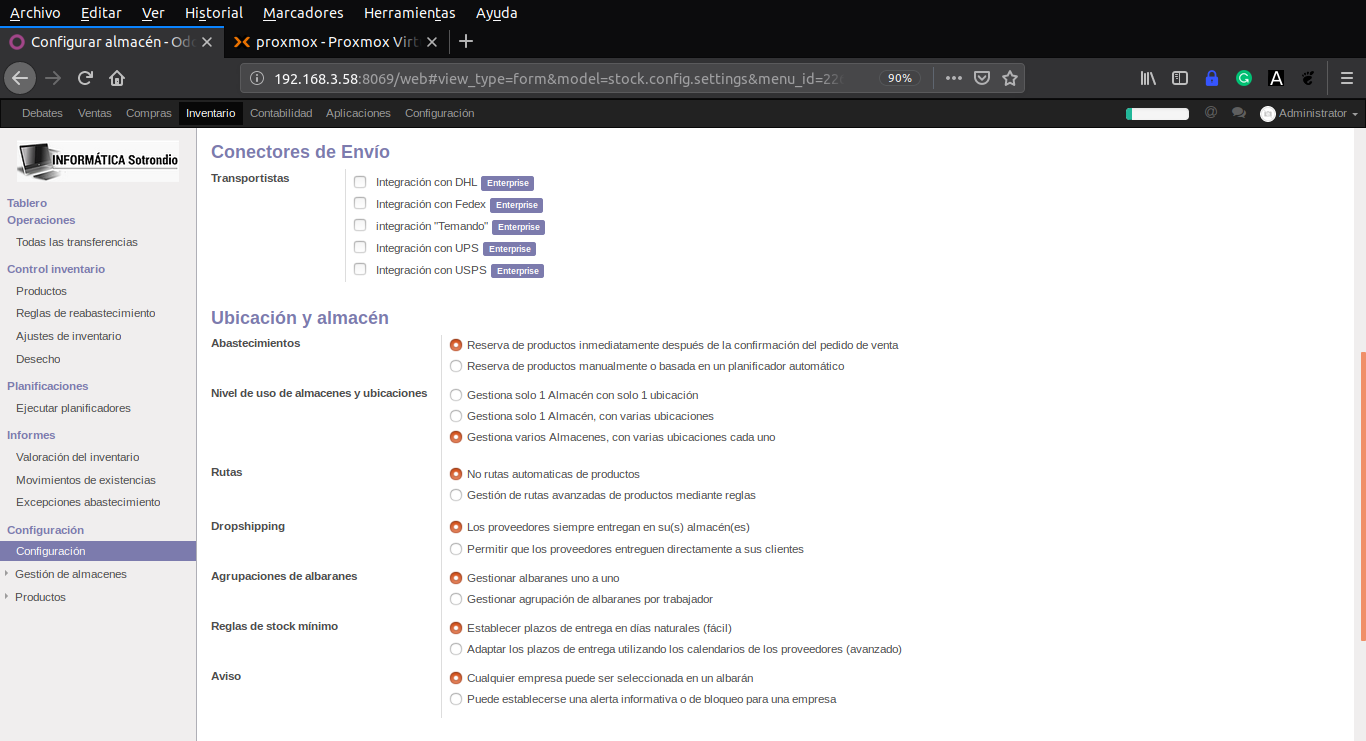 Archivo Editar Ver Historial Marcadores Herramientas Ayuda
Configurar almacén - Odo
proxmox - Proxmox Virt
192.168.3.58:8069/web#view_type=form&model=stock.config.settings&menu_id=220
90%
Debates Ventas Compras Inventario Contabilidad Aplicaciones Configuración
Administrator
INFORMÁTICA Sotrondio
Tablero
Operaciones
Todas las transferencias
Control inventario
Productos
Reglas de reabastecimiento
Ajustes de inventario
Desecho
Planificaciones
Ejecutar planificadores
Informes
Valoración del inventario
Movimientos de existencias
Excepciones abastecimiento
Configuración
Configuración
Gestión de almacenes
Productos
Conectores de Envío
Transportistas
Integración con DHL Enterprise
Integración con Fedex Enterprise
integración "Temando" Enterprise
Integración con UPS Enterprise
Integración con USPS Enterprise
Ubicación y almacén
Abastecimientos
Reserva de productos inmediatamente después de la confirmación del pedido de venta
Reserva de productos manualmente o basada en un planificador automático
Nivel de uso de almacenes y ubicaciones
Gestiona solo 1 Almacén con solo 1 ubicación
Gestiona solo 1 Almacén, con varias ubicaciones
Gestiona varios Almacenes, con varias ubicaciones cada uno
Rutas
No rutas automaticas de productos
Gestión de rutas avanzadas de productos mediante reglas
Dropshipping
Los proveedores siempre entregan en su(s) almacén(es)
Permitir que los proveedores entreguen directamente a sus clientes
Agrupaciones de albaranes
Gestionar albaranes uno a uno
Gestionar agrupación de albaranes por trabajador
Reglas de stock mínimo
Establecer plazos de entrega en días naturales (fácil)
Adaptar los plazos de entrega utilizando los calendarios de los proveedores (avanzado)
Aviso
Cualquier empresa puede ser seleccionada en un albarán
Puede establecerse una alerta informativa o de bloqueo para una empresa